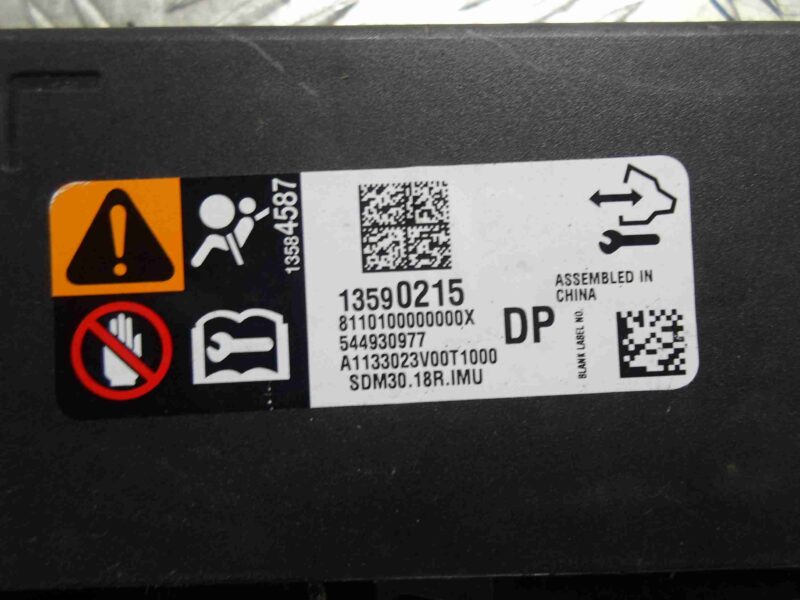 13584587
13590215
8110100000000X
544930977
A1133023V00T1000
SDM30.18R.IMU
DP
ASSEMBLED IN
CHINA
BLANK LABEL NO.